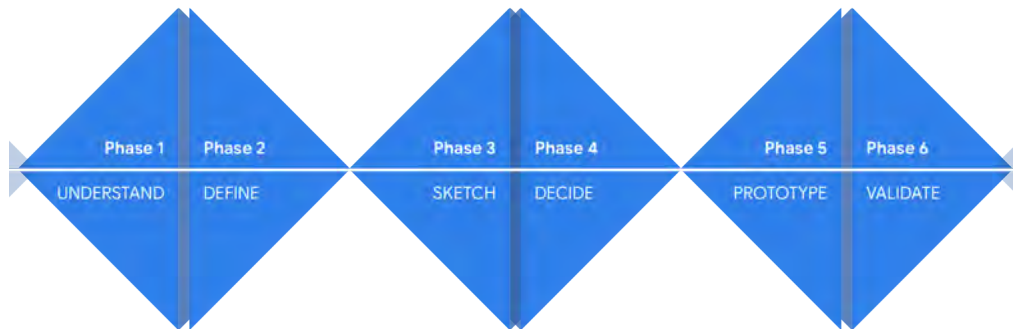 Phase 1 Phase 2 Phase 3 Phase 4 Phase 5 Phase 6
UNDERSTAND DEFINE SKETCH DECIDE PROTOTYPE VALIDATE